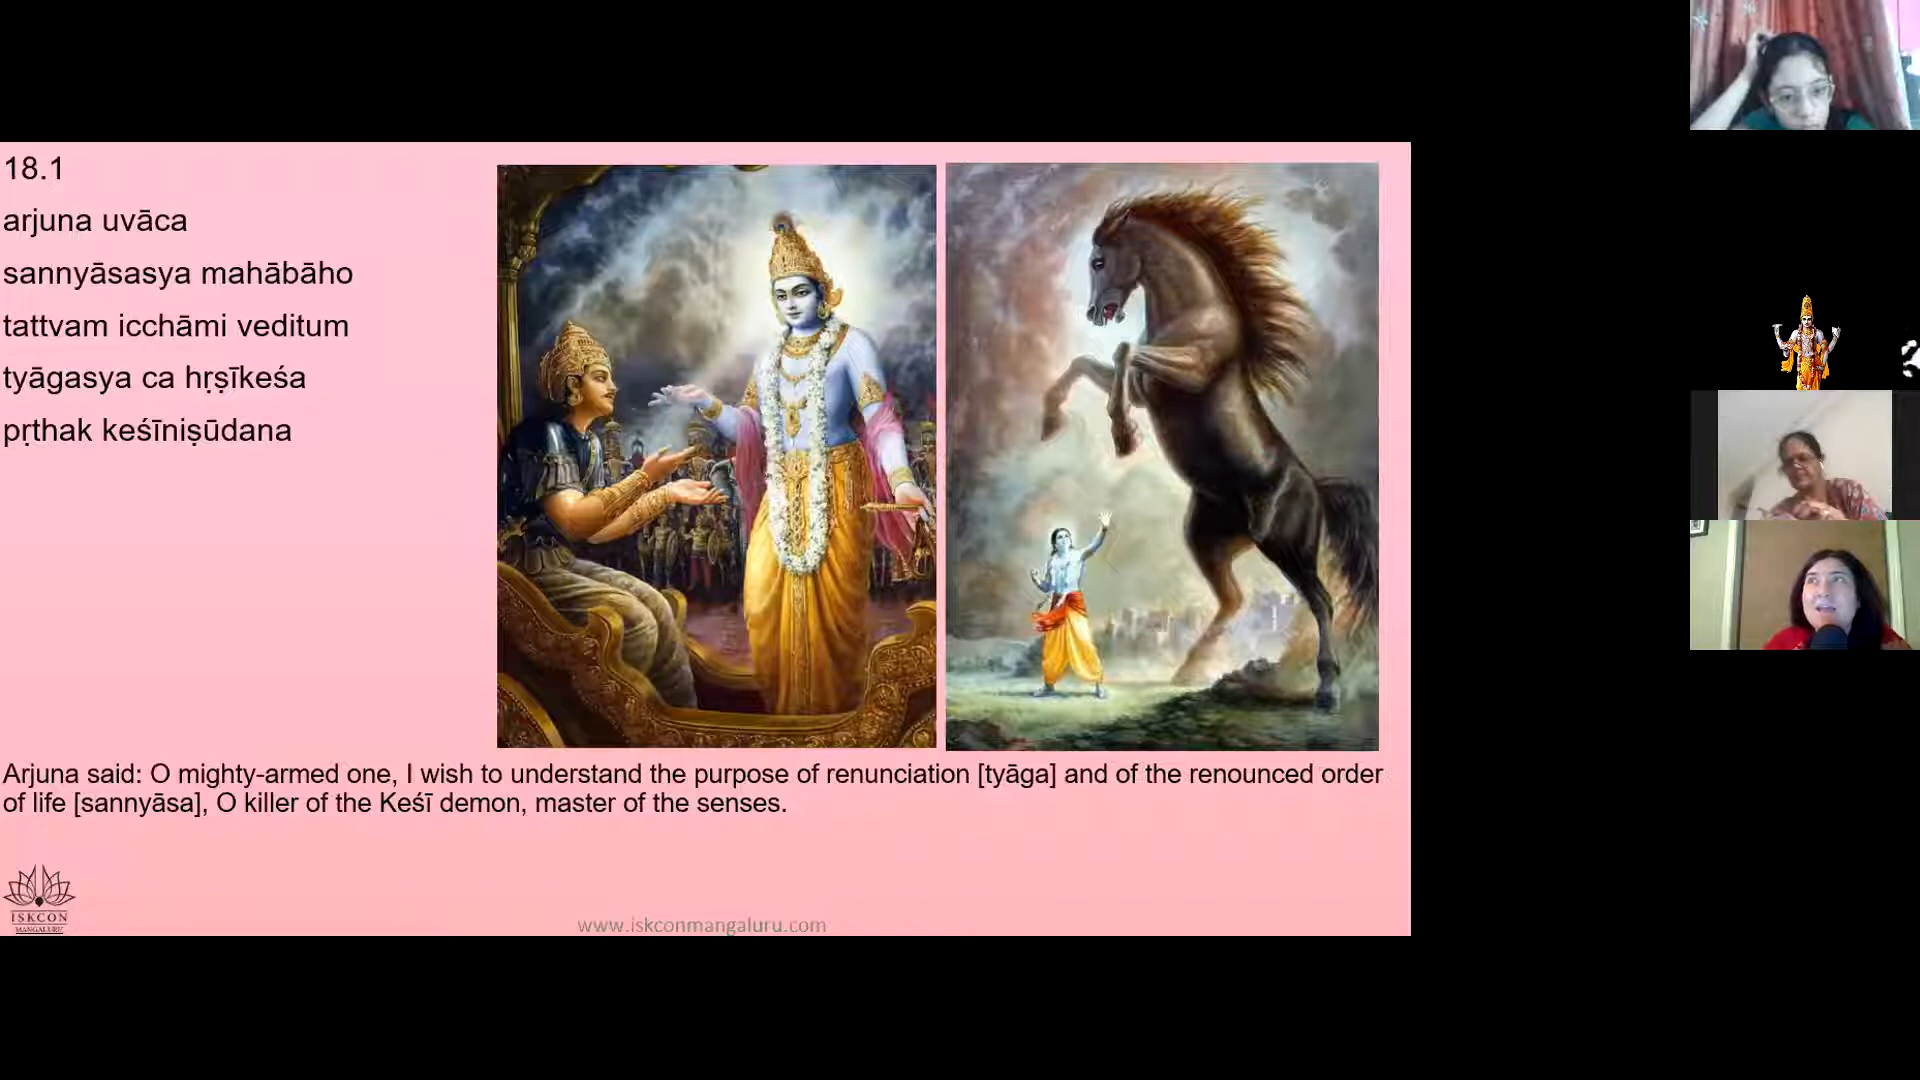 18.1
arjuna uvāca
sannyāsasya mahābāho
tattvam icchāmi veditum
tyāgasya ca hṛṣīkeśa
pṛthak keśīniṣūdana
Arjuna said: O mighty-armed one, I wish to understand the purpose of renunciation [tyāga] and of the renounced order
of life [sannyāsa], O killer of the Keśī demon, master of the senses.
ISKCON
MANGALURU
www.iskconmangaluru.com